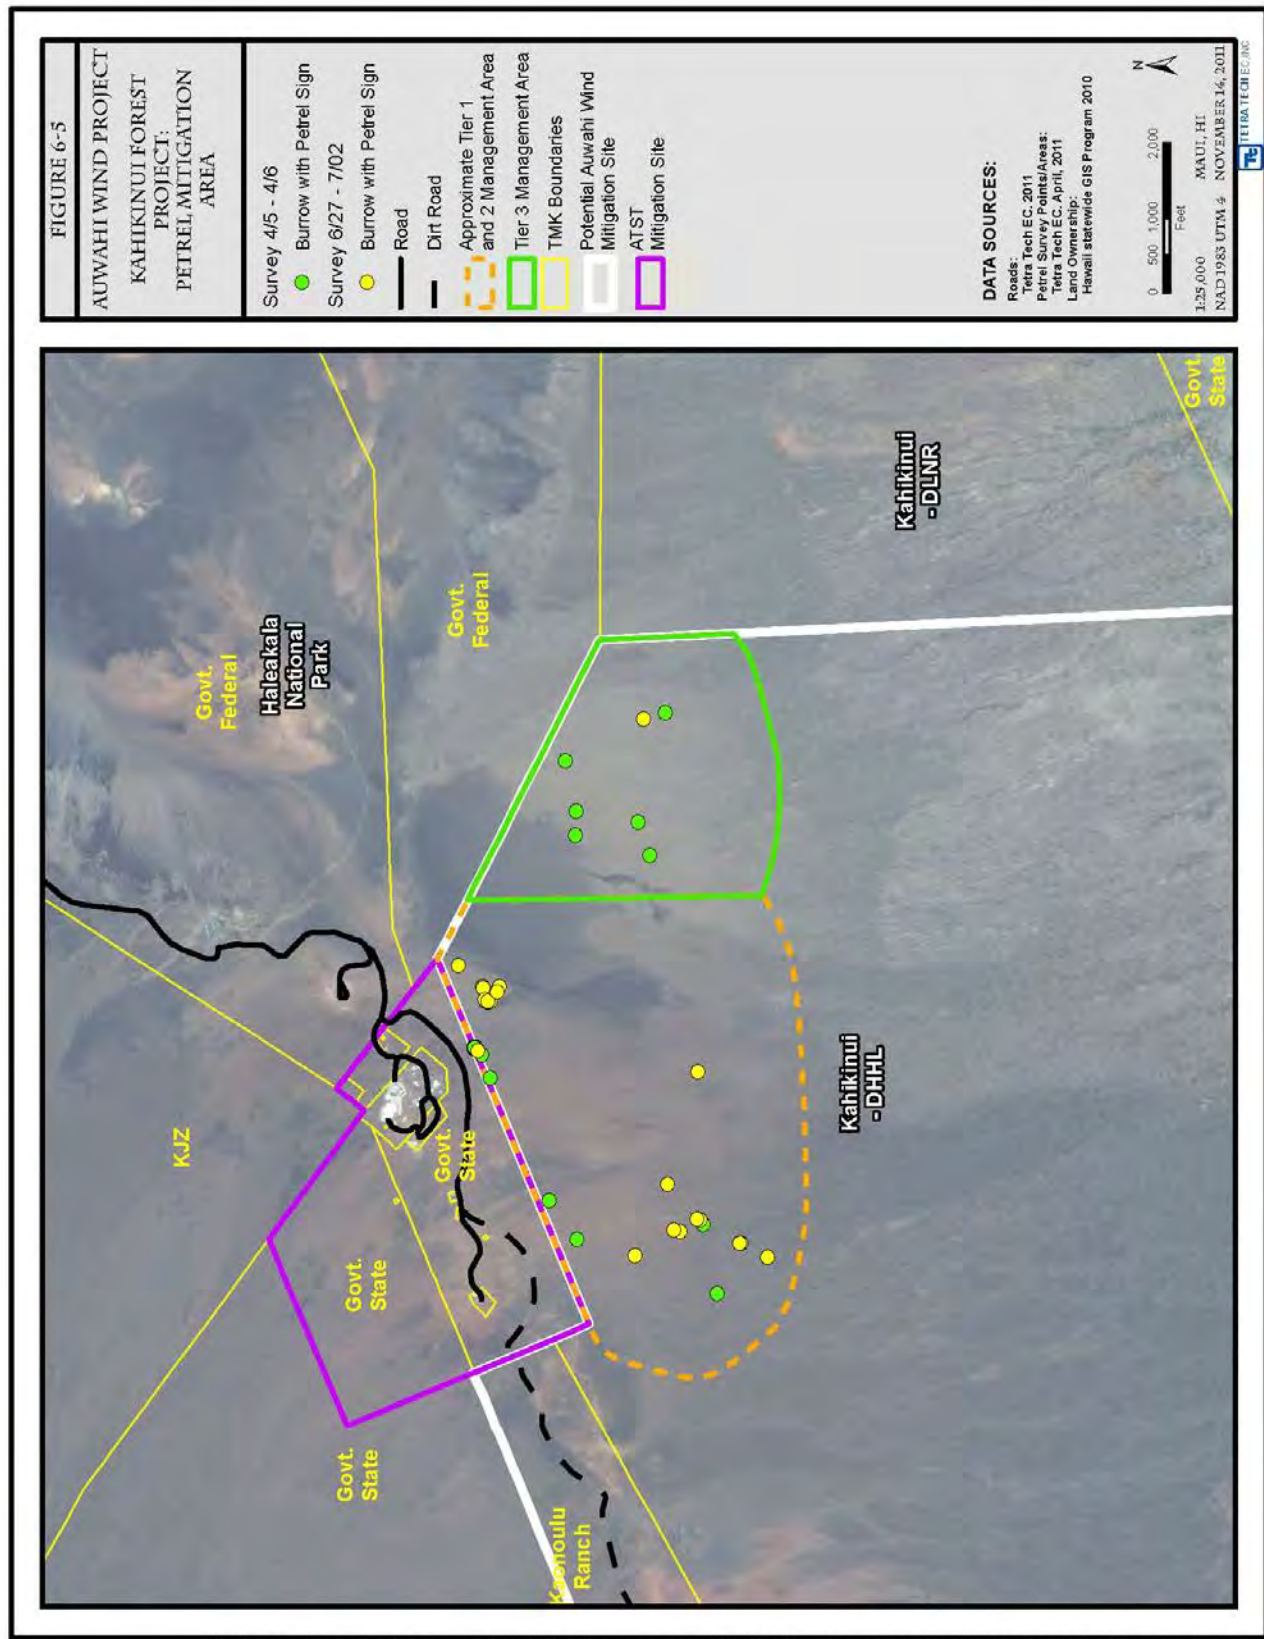 FIGURE 6-5
AUWAHI WIND PROJECT
KAHIKINUI FOREST
PROJECT:
PETREL MITIGATION
AREA
Survey 4/5 - 4/6
Burrow with Petrel Sign
Survey 6/27 - 7/02
Burrow with Petrel Sign
Road
Dirt Road
Approximate Tier 1
and 2 Management Area
Tier 3 Management Area
TMK Boundaries
Potential Auwahi Wind
Mitigation Site
ATST
Mitigation Site
DATA SOURCES:
Roads:
Tetra Tech EC. 2011
Petrel Survey Points/Areas:
Tetra Tech EC. April, 2011
Land Ownership:
Hawaii statewide GIS Program 2010
N
0 500 1,000 2,000
Feet
1:25,000 MAUI, HI
NAD 1983 UTM 4 NOVEMBER 14, 2011
TETRA TECH EC, INC
KJZ
Govt.
Federal
Haleakala
National
Park
Govt.
Federal
Govt.
State
Govt.
State
Govt.
State
Kaonoulu
Ranch
Kahikinui
- DHHL
Kahikinui
- DLNR
Govt.
State